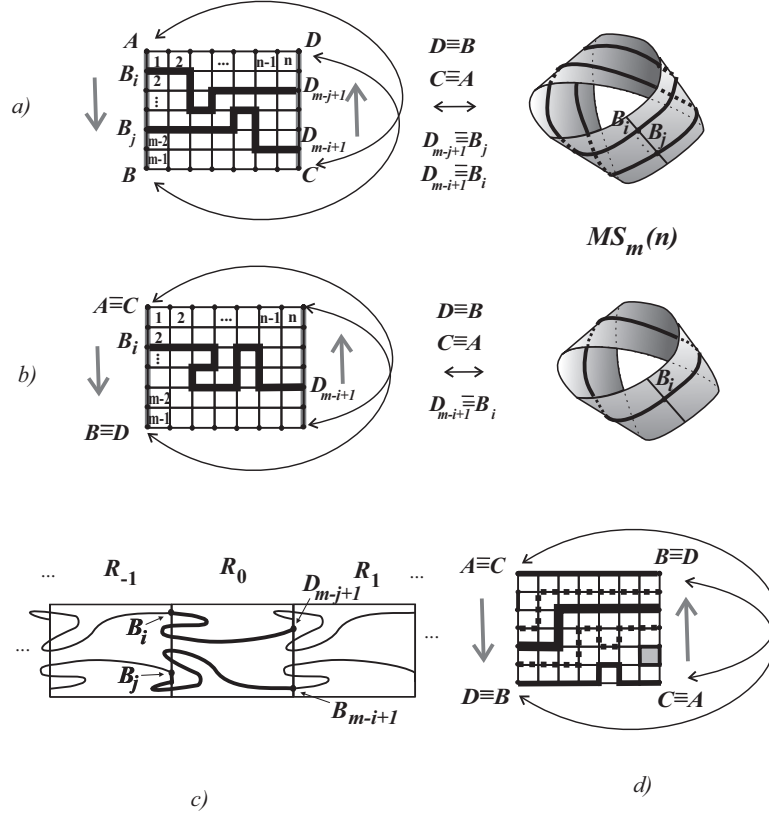 a)
A D
1 2 ... n-1 n
B_i
2
⋮
D_{m-j+1}
B_j
D_{m-i+1}
m-2
m-1
B C
D≡B
C≡A
D_{m-j+1}≡B_j
D_{m-i+1}≡B_i
B_i B_j
MS_m(n)
b)
A≡C
1 2 ... n-1 n
2
B_i
⋮
D_{m-i+1}
m-2
m-1
B≡D
D≡B
C≡A
D_{m-i+1}≡B_i
B_i
... R_{-1} R_0 R_1 ...
D_{m-j+1}
B_i
... ...
B_j
B_{m-i+1}
c)
A≡C B≡D
D≡B C≡A
d)